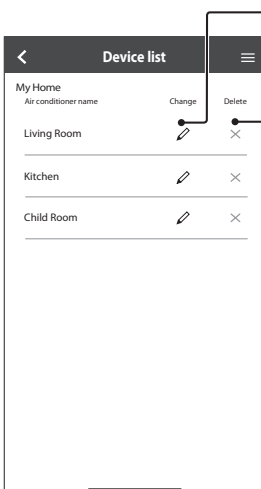 Device list
My Home
Air conditioner name Change Delete
Living Room
Kitchen
Child Room